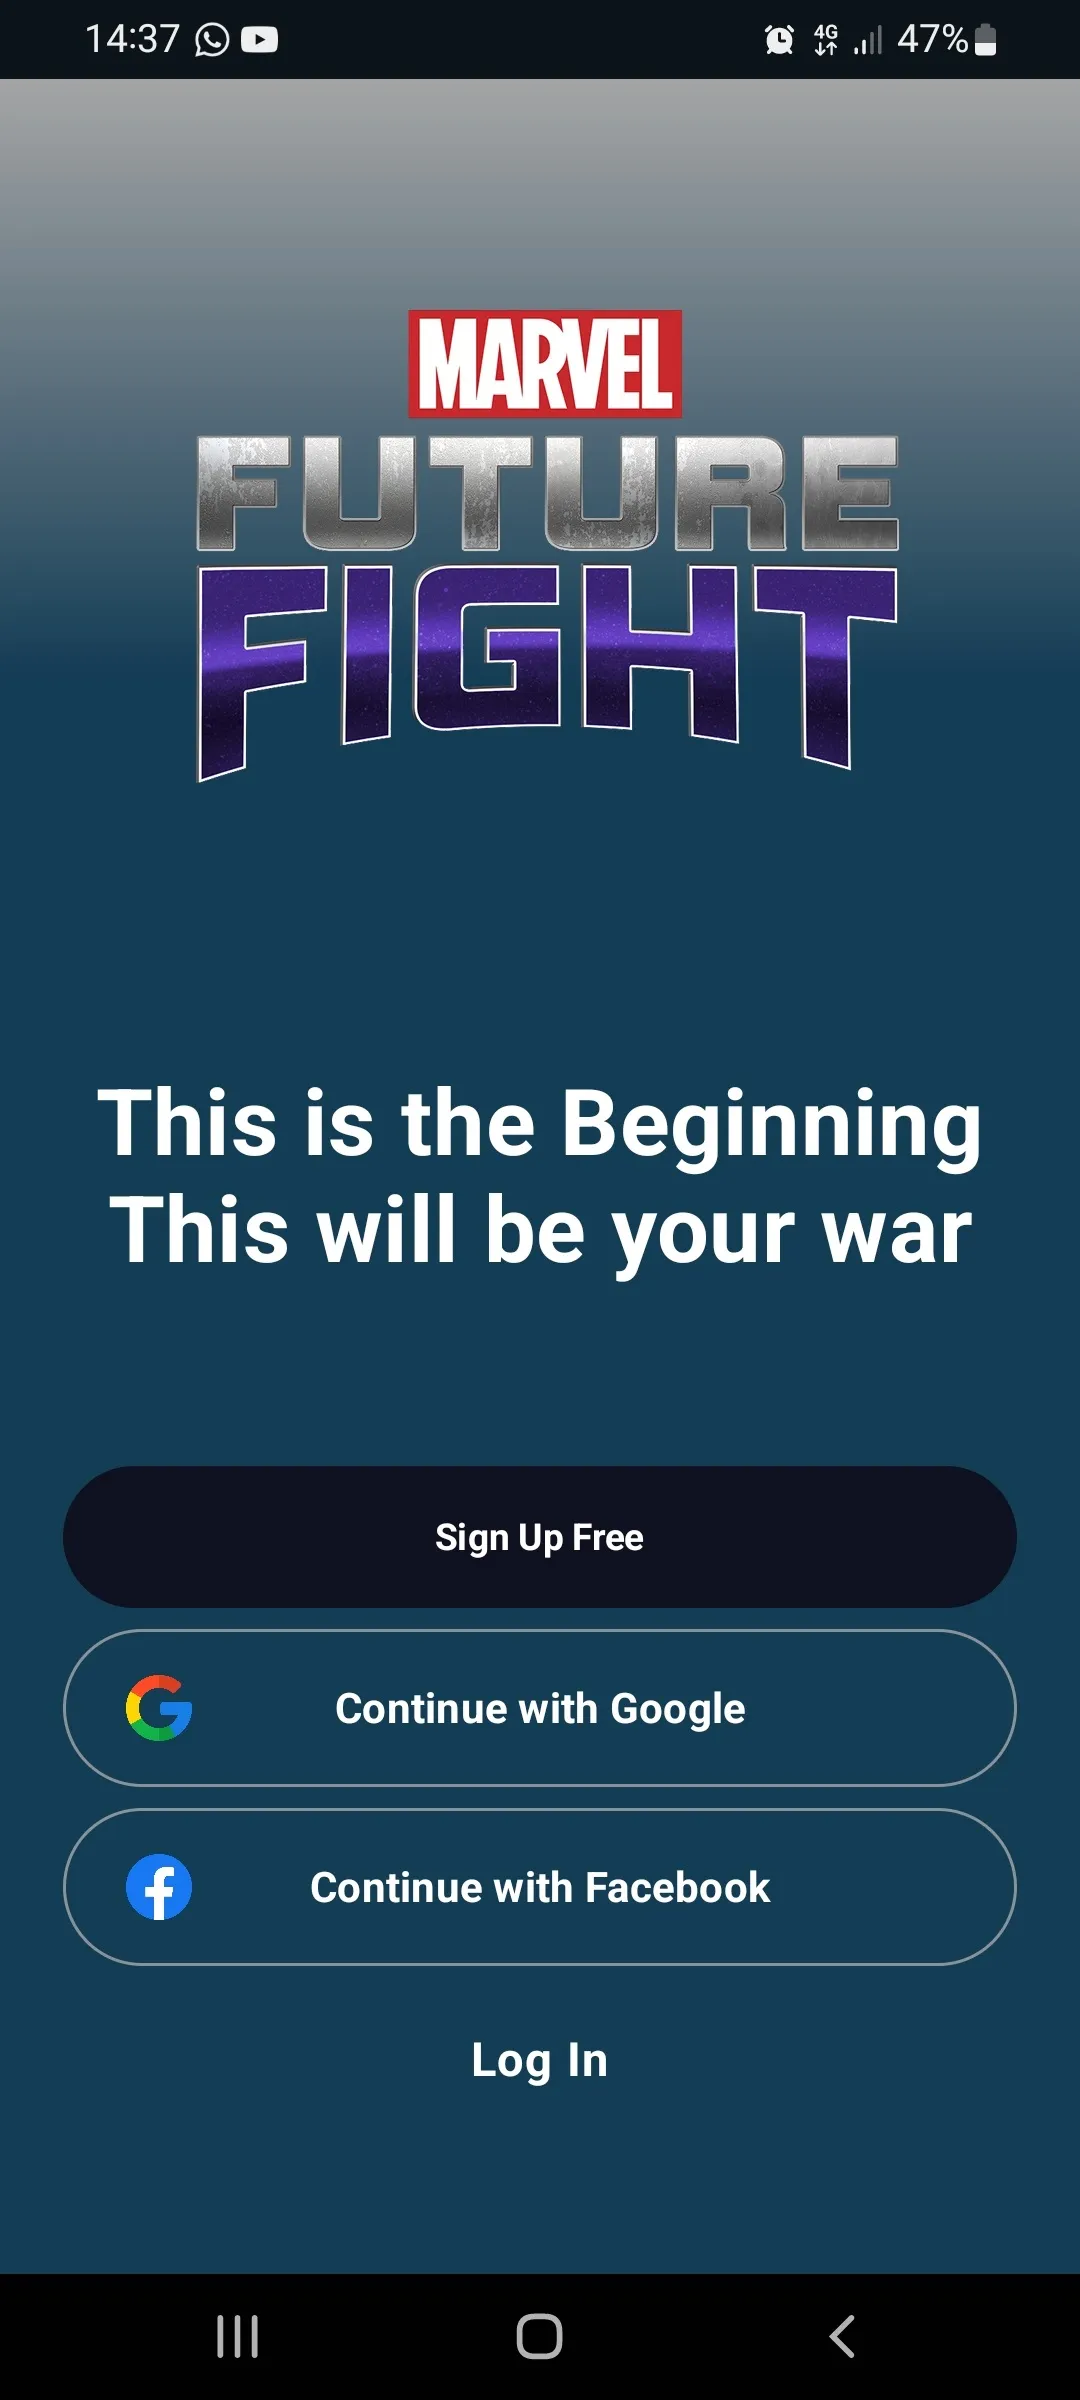 14:37
4G
47%
MARVEL
FUTURE
FIGHT
This is the Beginning
This will be your war
Sign Up Free
Continue with Google
Continue with Facebook
Log In